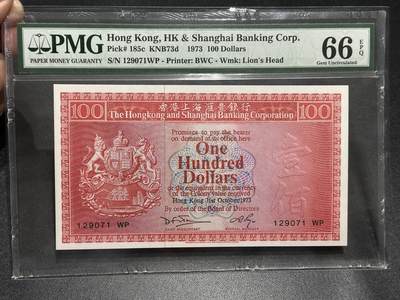 PMG
PAPER MONEY GUARANTY
Hong Kong, HK & Shanghai Banking Corp.
Pick# 185c KNB73d 1973 100 Dollars
S/N 129071WP - Printer: BWC - Wmk: Lion's Head
66 EPQ
Gem Uncirculated
100
香港上海滙豐銀行
100
The Hongkong and Shanghai Banking Corporation
Promises to pay the bearer
on demand at its office here
One
Hundred
Dollars
or the equivalent in the currency
of the Colony value received
Hong Kong 31st October 1973
By order of the Board of Directors
129071 WP
129071 WP
CHIEF ACCOUNTANT